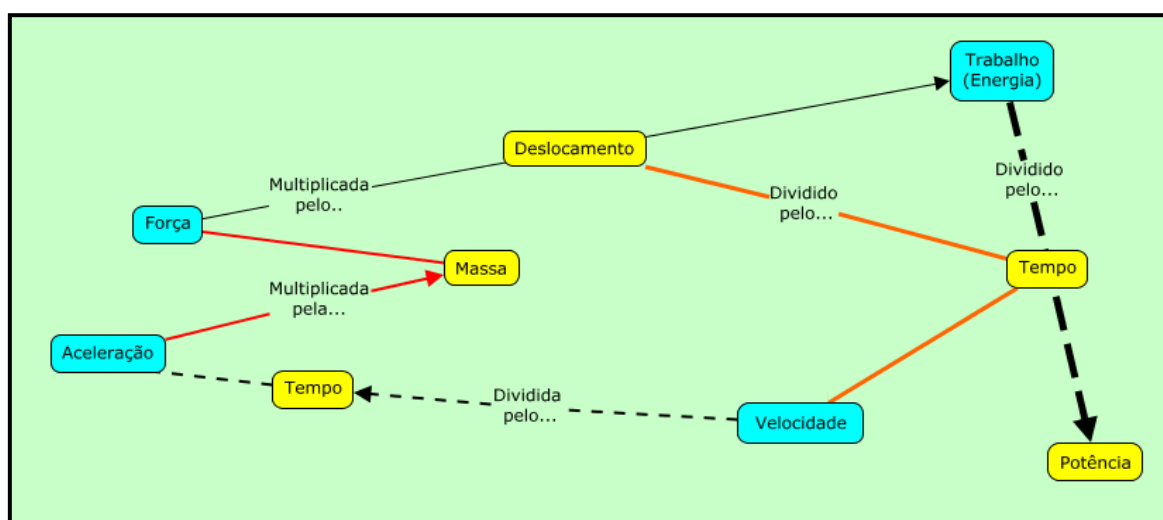 Trabalho
(Energia)
Deslocamento
Dividido
pelo...
Multiplicada
pelo..
Dividido
pelo...
Força
Massa
Tempo
Multiplicada
pela...
Aceleração
Tempo
Dividida
pelo...
Velocidade
Potência